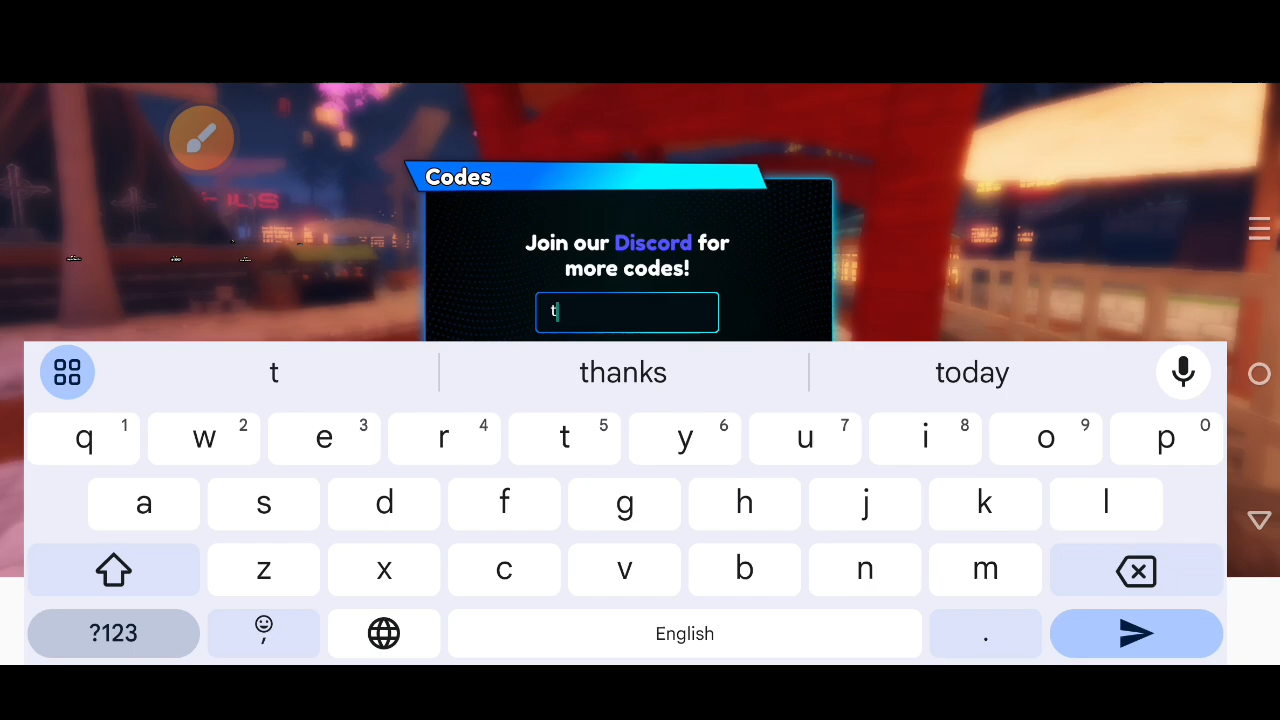 Codes
Join our Discord for
more codes!
t
t thanks today
q 1 w 2 e 3 r 4 t 5 y 6 u 7 i 8 o 9 p 0
a s d f g h j k l
z x c v b n m
?123 , English .